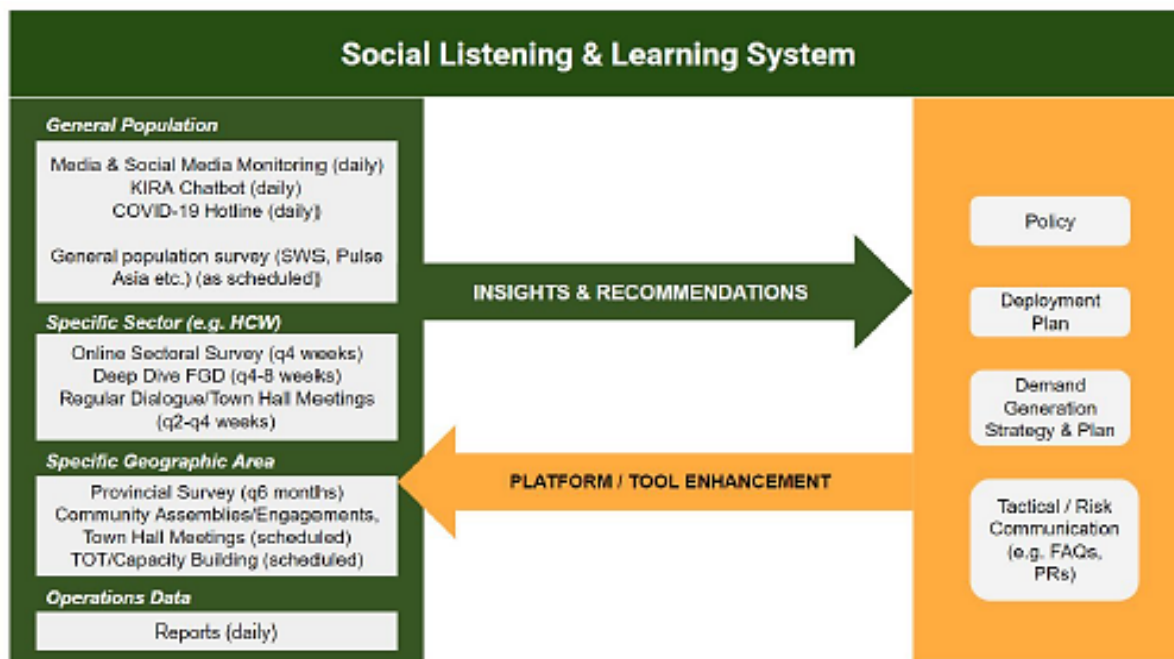 Social Listening & Learning System
General Population
Media & Social Media Monitoring (daily)
KIRA Chatbot (daily)
COVID-19 Hotline (daily)
General population survey (SWS, Pulse
Asia etc.) (as scheduled)
Specific Sector (e.g. HCW)
Online Sectoral Survey (q4 weeks)
Deep Dive FGD (q4-8 weeks)
Regular Dialogue/Town Hall Meetings
(q2-q4 weeks)
Specific Geographic Area
Provincial Survey (q6 months)
Community Assemblies/Engagements,
Town Hall Meetings (scheduled)
TOT/Capacity Building (scheduled)
Operations Data
Reports (daily)
INSIGHTS & RECOMMENDATIONS
PLATFORM / TOOL ENHANCEMENT
Policy
Deployment
Plan
Demand
Generation
Strategy & Plan
Tactical / Risk
Communication
(e.g. FAQs,
PRs)